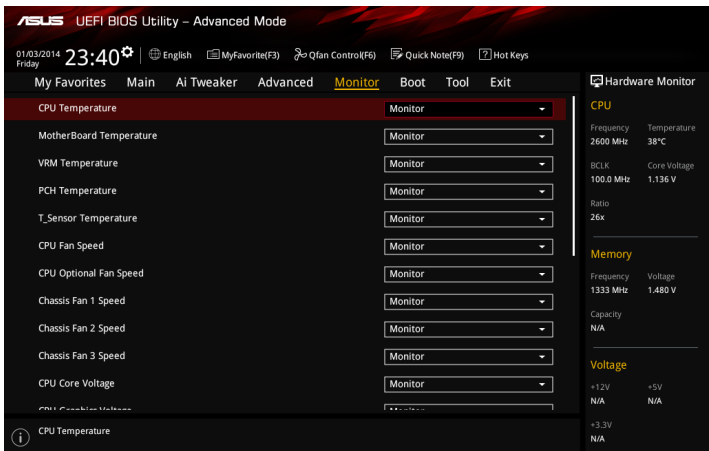 ASUS UEFI BIOS Utility – Advanced Mode
01/03/2014
Friday
23:40
English
MyFavorite(F3)
Qfan Control(F6)
Quick Note(F9)
? Hot Keys
My Favorites Main Ai Tweaker Advanced Monitor Boot Tool Exit
CPU Temperature Monitor
MotherBoard Temperature Monitor
VRM Temperature Monitor
PCH Temperature Monitor
T_Sensor Temperature Monitor
CPU Fan Speed Monitor
CPU Optional Fan Speed Monitor
Chassis Fan 1 Speed Monitor
Chassis Fan 2 Speed Monitor
Chassis Fan 3 Speed Monitor
CPU Core Voltage Monitor
CPU Graphics Voltage Monitor
i CPU Temperature
Hardware Monitor
CPU
Frequency Temperature
2600 MHz 38°C
BCLK Core Voltage
100.0 MHz 1.136 V
Ratio
26x
Memory
Frequency Voltage
1333 MHz 1.480 V
Capacity
N/A
Voltage
+12V +5V
N/A N/A
+3.3V
N/A